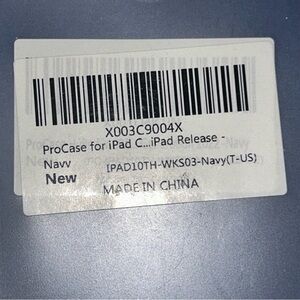 X003C9004X
ProCase for iPad C...iPad Release -
Navy
New
IPAD10TH-WKS03-Navy(T-US)
MADE IN CHINA